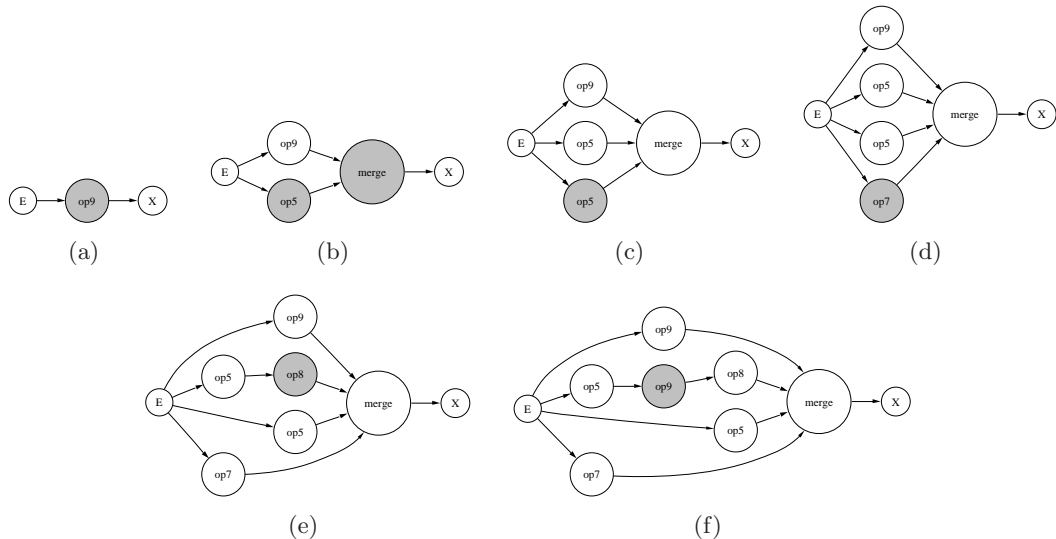 E op9 X
(a)
op9
E merge X
op5
(b)
op9
E op5 merge X
op5
(c)
op9
op5
E merge X
op5
op7
(d)
op9
op5 op8
E merge X
op5
op7
(e)
op9
op5 op9 op8
E merge X
op5
op7
(f)